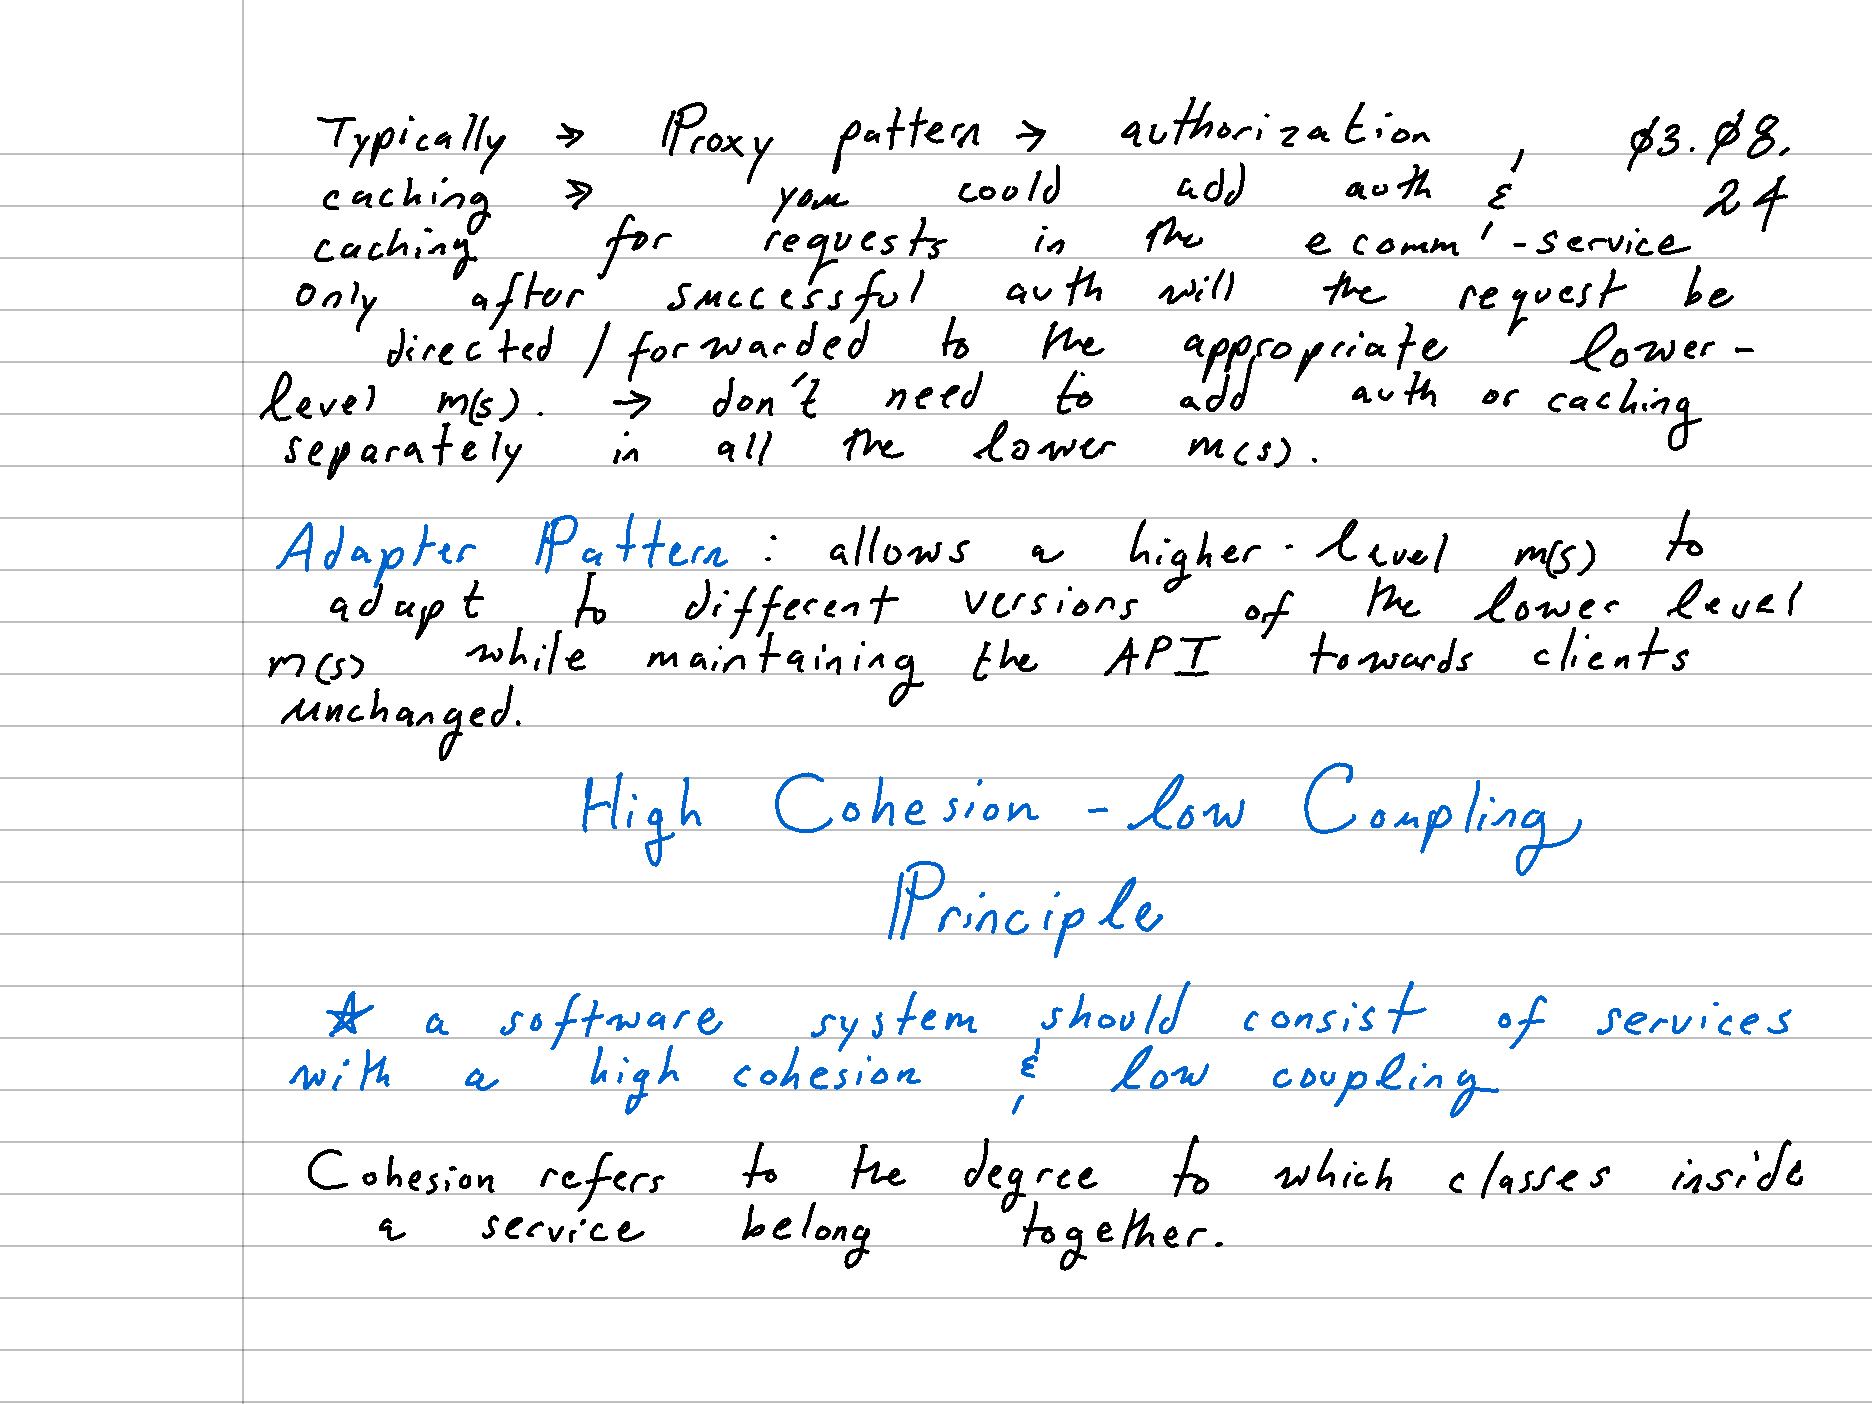 Typically → Proxy pattern → authorization, ø3.ø8.
caching → you could add auth & 24
caching for requests in the ecomm'-service
only after successful auth will the request be
directed / forwarded to the appropriate lower-
level m(s). → don't need to add auth or caching
separately in all the lower m(s).
Adapter Pattern : allows a higher-level m(s) to
adapt to different versions of the lower level
m(s) while maintaining the API towards clients
unchanged.
High Cohesion - low Coupling
Principle
☆ a software system should consist of services
with a high cohesion & low coupling
Cohesion refers to the degree to which classes inside
a service belong together.